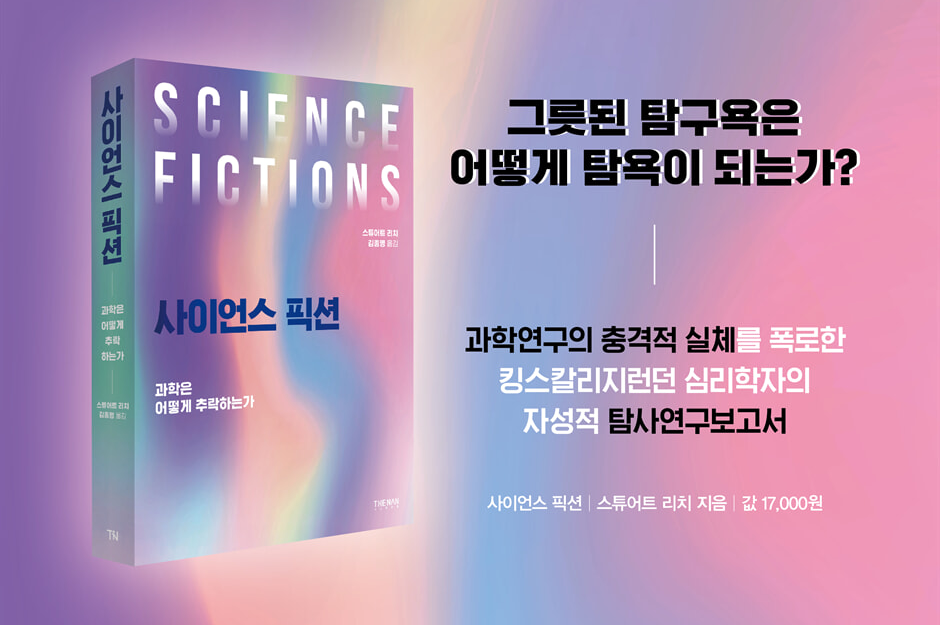 사이언스 픽션
과학은
어떻게
추락
하는가
스튜어트 리치
김종명 옮김
TN
SCIENCE
FICTIONS
스튜어트 리치
김종명 옮김
사이언스 픽션
과학은
어떻게 추락하는가
THE NAN
그릇된 탐구욕은
어떻게 탐욕이 되는가?
과학연구의 충격적 실체를 폭로한
킹스칼리지런던 심리학자의
자성적 탐사연구보고서
사이언스 픽션 | 스튜어트 리치 지음 | 값 17,000원